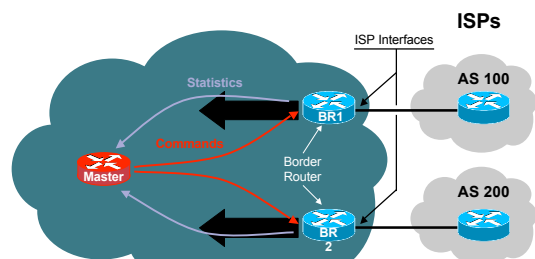 ISPs
ISP Interfaces
AS 100
Statistics
BR1
Commands
Border
Router
Master
AS 200
BR
2